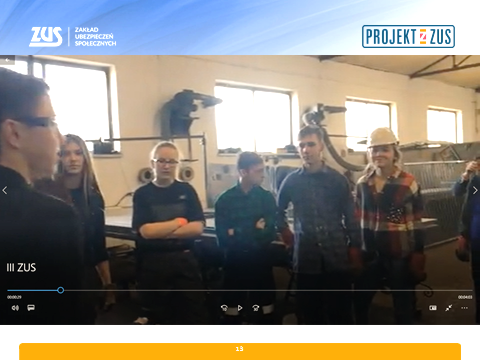 ZUS
ZAKŁAD
UBEZPIECZEŃ
SPOŁECZNYCH
PROJEKT Z ZUS
III ZUS
00:00:29
00:04:03
13